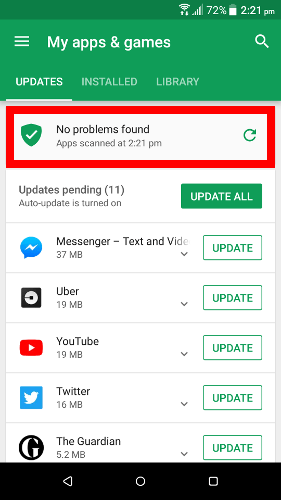 72% 2:21 pm
My apps & games
UPDATES INSTALLED LIBRARY
No problems found
Apps scanned at 2:21 pm
Updates pending (11)
Auto-update is turned on
UPDATE ALL
Messenger – Text and Vide
37 MB
UPDATE
Uber
19 MB
UPDATE
YouTube
19 MB
UPDATE
Twitter
16 MB
UPDATE
The Guardian
5.2 MB
UPDATE